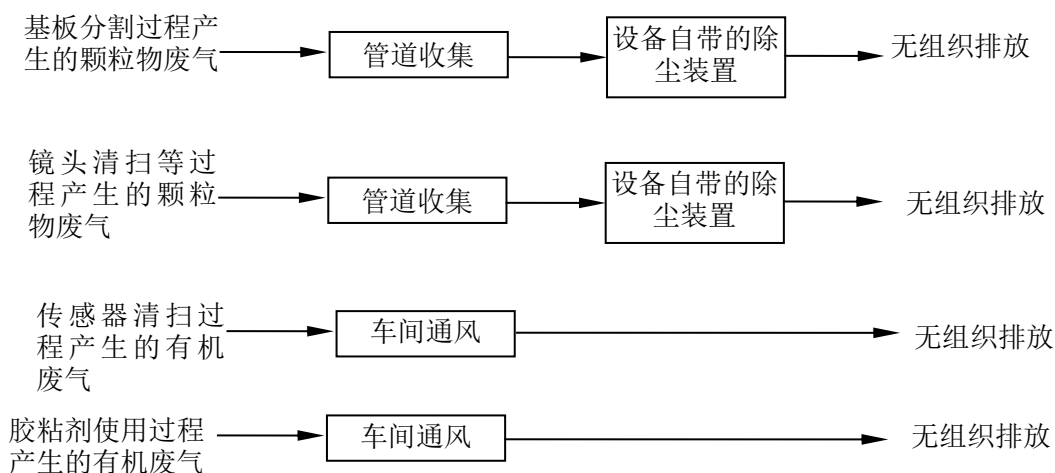 基板分割过程产
生的颗粒物废气
管道收集
设备自带的除
尘装置
无组织排放
镜头清扫等过
程产生的颗粒
物废气
管道收集
设备自带的除
尘装置
无组织排放
传感器清扫过
程产生的有机
废气
车间通风
无组织排放
胶粘剂使用过程
产生的有机废气
车间通风
无组织排放